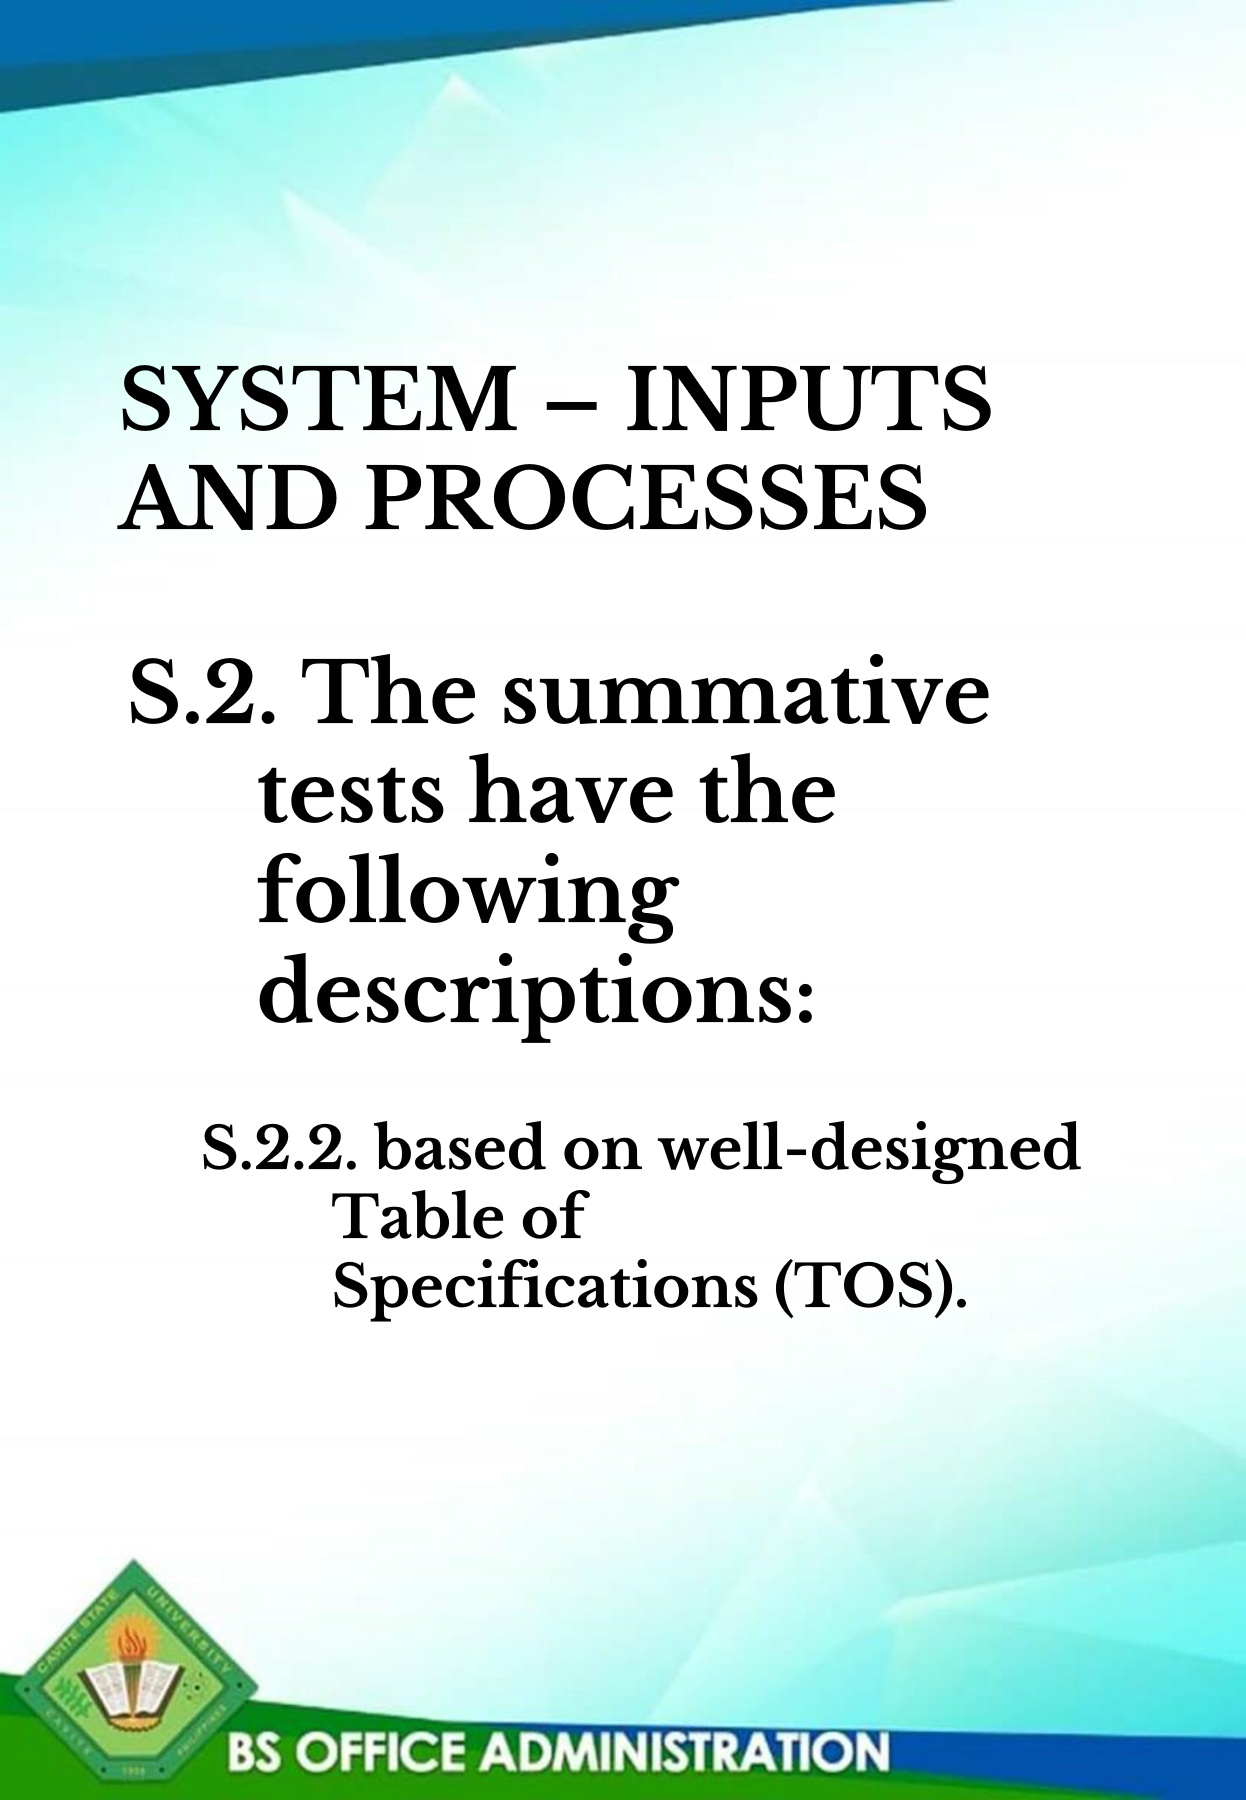 SYSTEM – INPUTS
AND PROCESSES
S.2. The summative
tests have the
following
descriptions:
S.2.2. based on well-designed
Table of
Specifications (TOS).
CAVITE STATE UNIVERSITY
CAVITE
PHILIPPINES
1906
BS OFFICE ADMINISTRATION